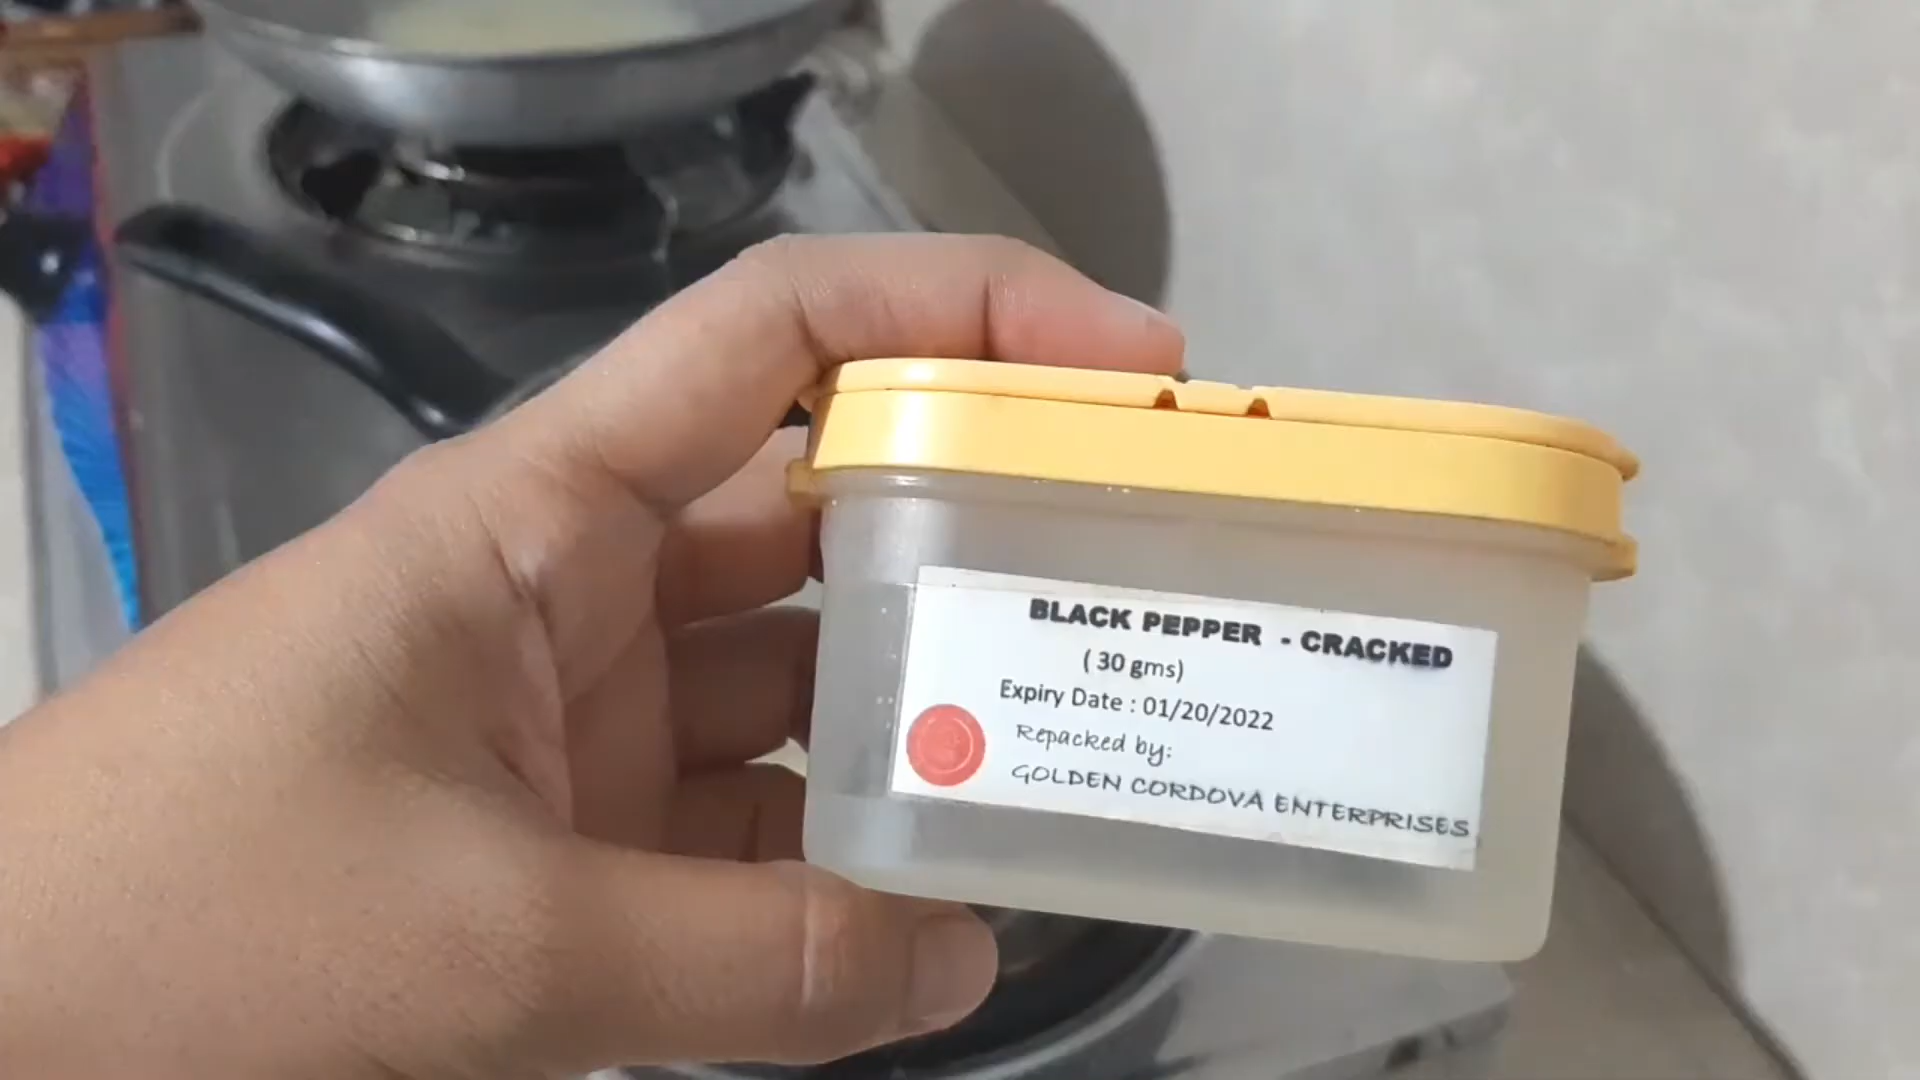 BLACK PEPPER - CRACKED
( 30 gms)
Expiry Date : 01/20/2022
Repacked by:
GOLDEN CORDOVA ENTERPRISES